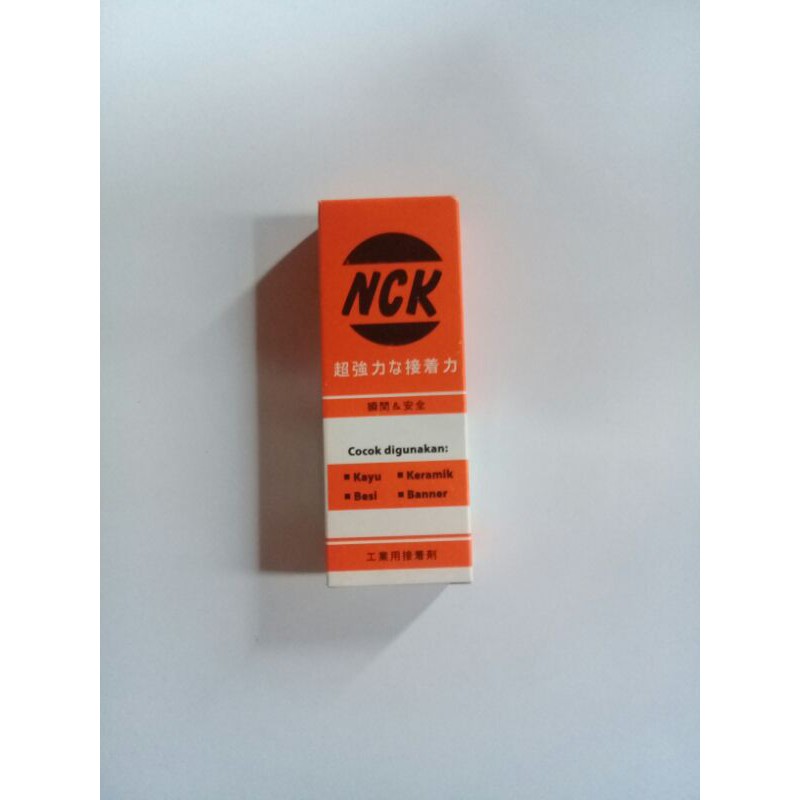 NCK
超強力な接着力
瞬間&安全
Cocok digunakan:
▪ Kayu ▪ Keramik
▪ Besi ▪ Banner
工業用接着剤